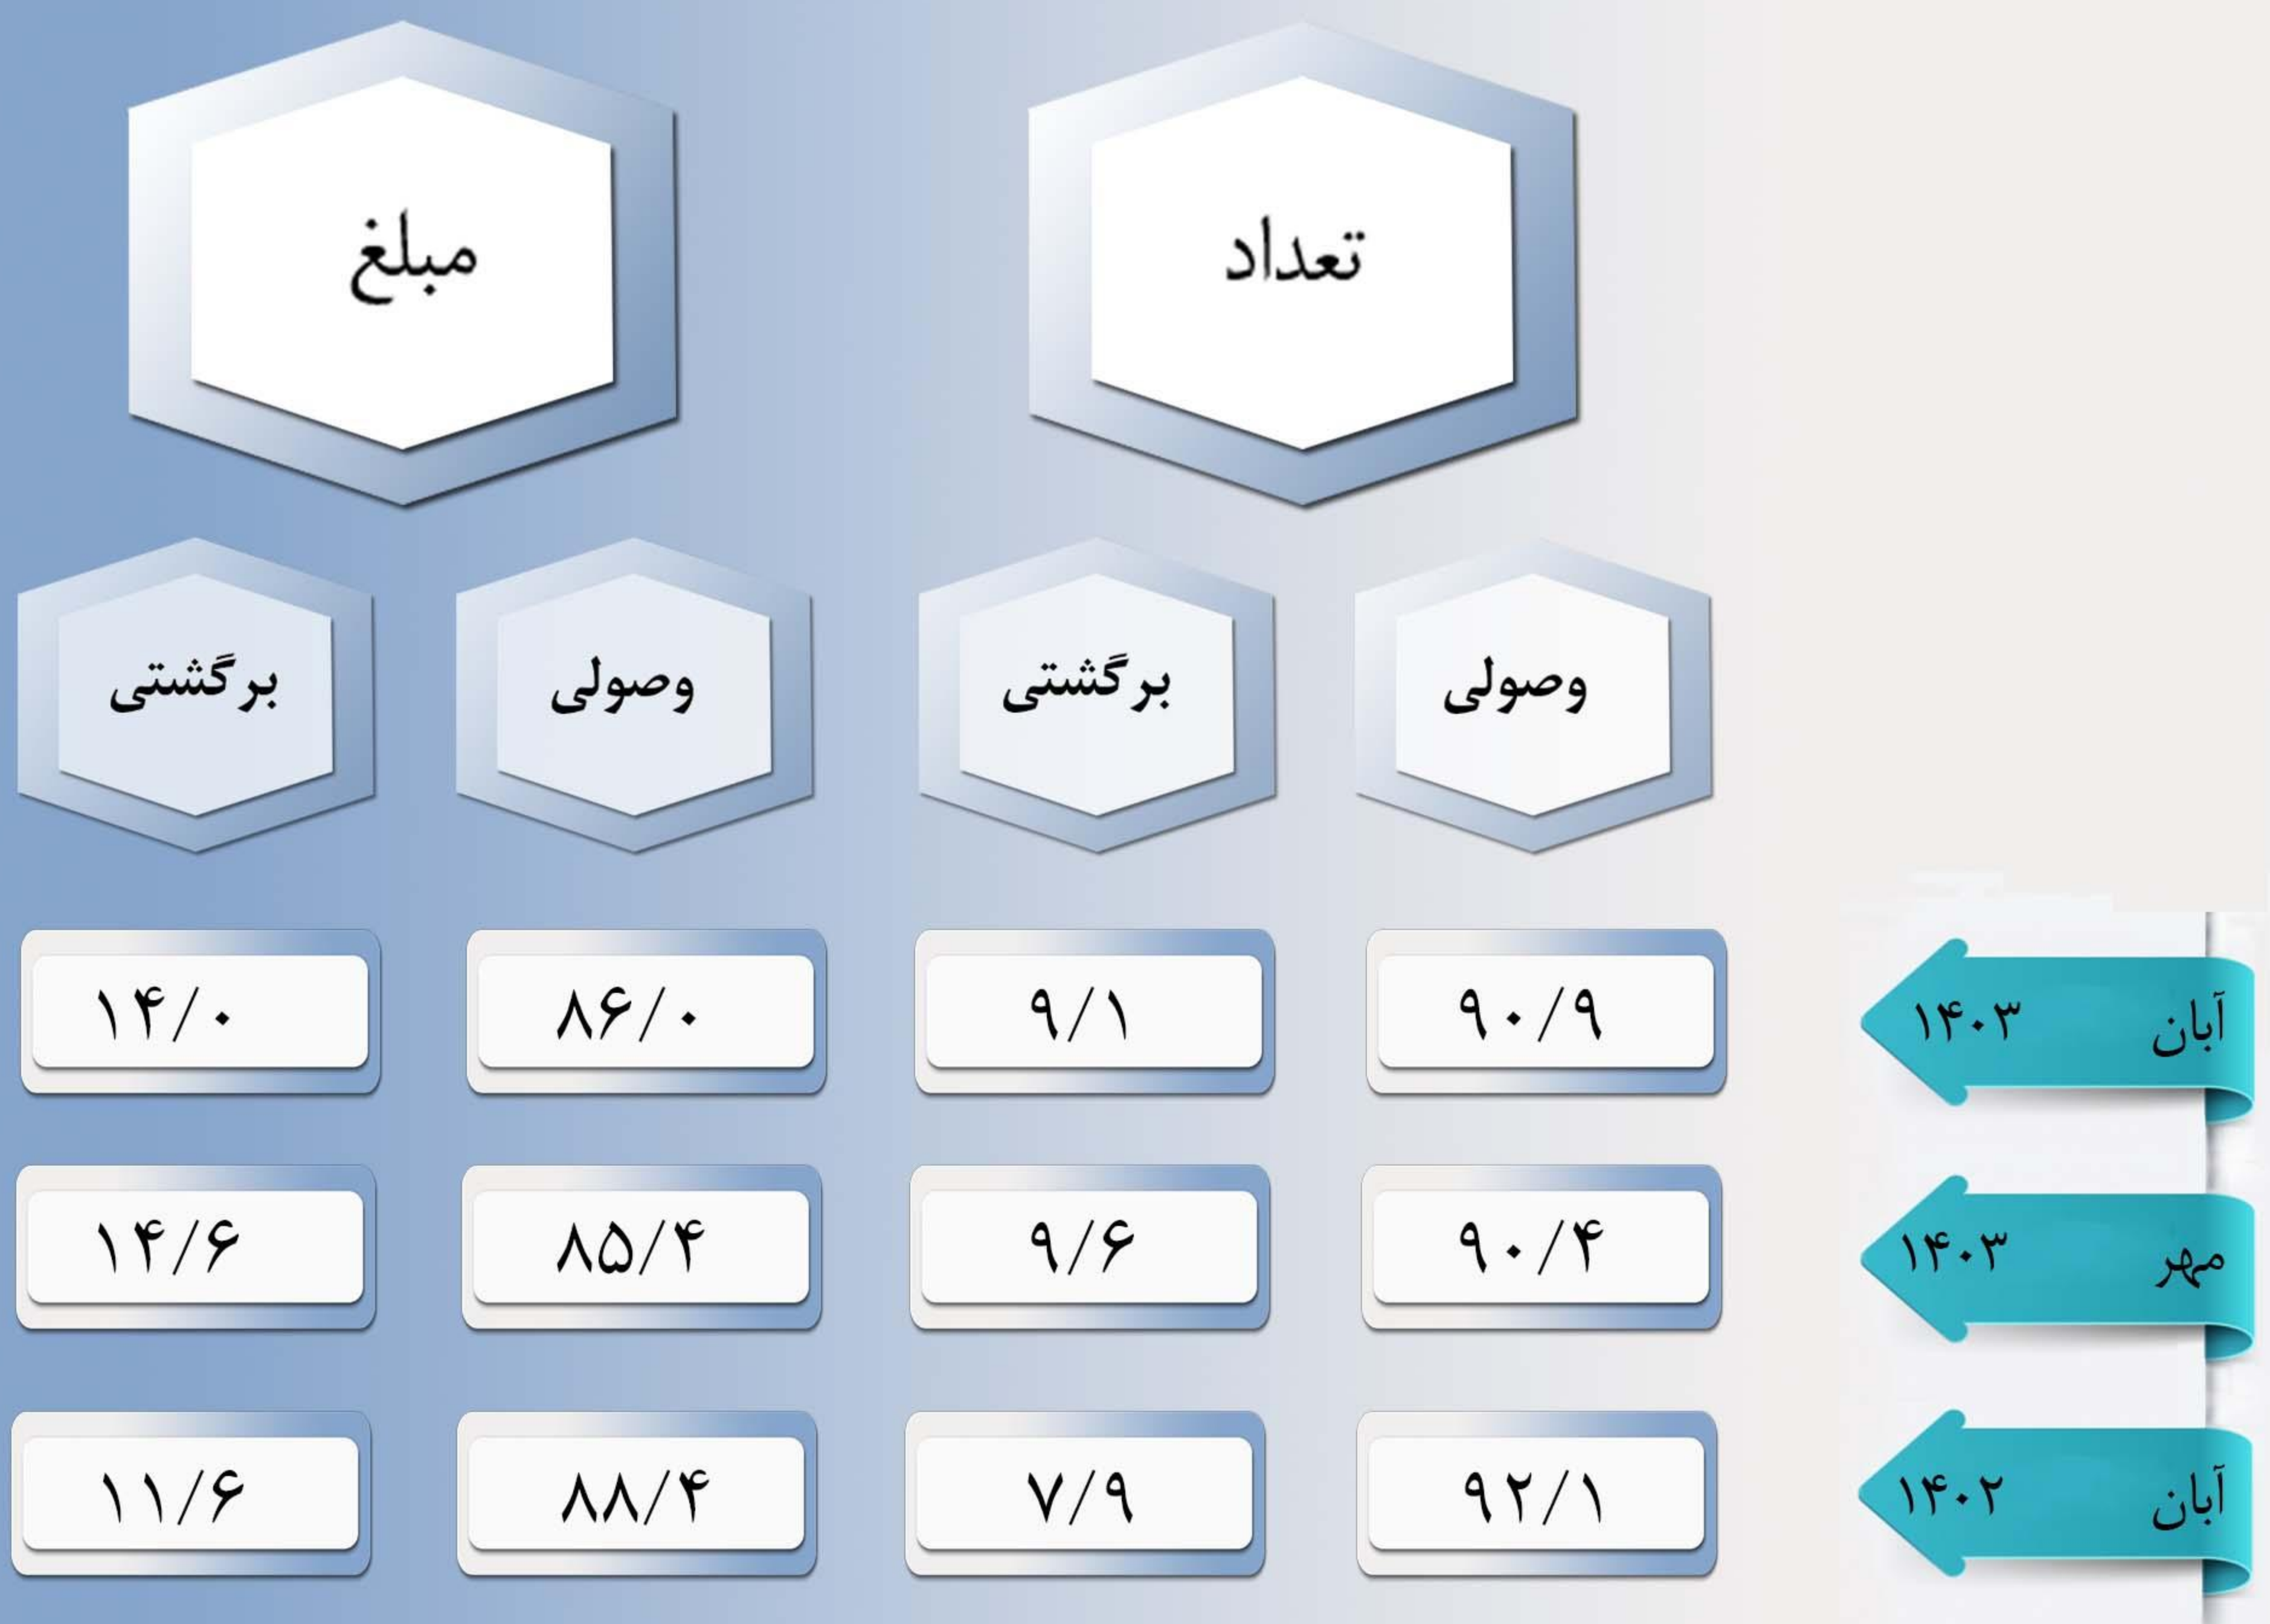 تعداد مبلغ
وصولی برگشتی وصولی برگشتی
آبان ۱۴۰۳ ۹۰/۹ ۹/۱ ۸۶/۰ ۱۴/۰
مهر ۱۴۰۳ ۹۰/۴ ۹/۶ ۸۵/۴ ۱۴/۶
آبان ۱۴۰۲ ۹۲/۱ ۷/۹ ۸۸/۴ ۱۱/۶